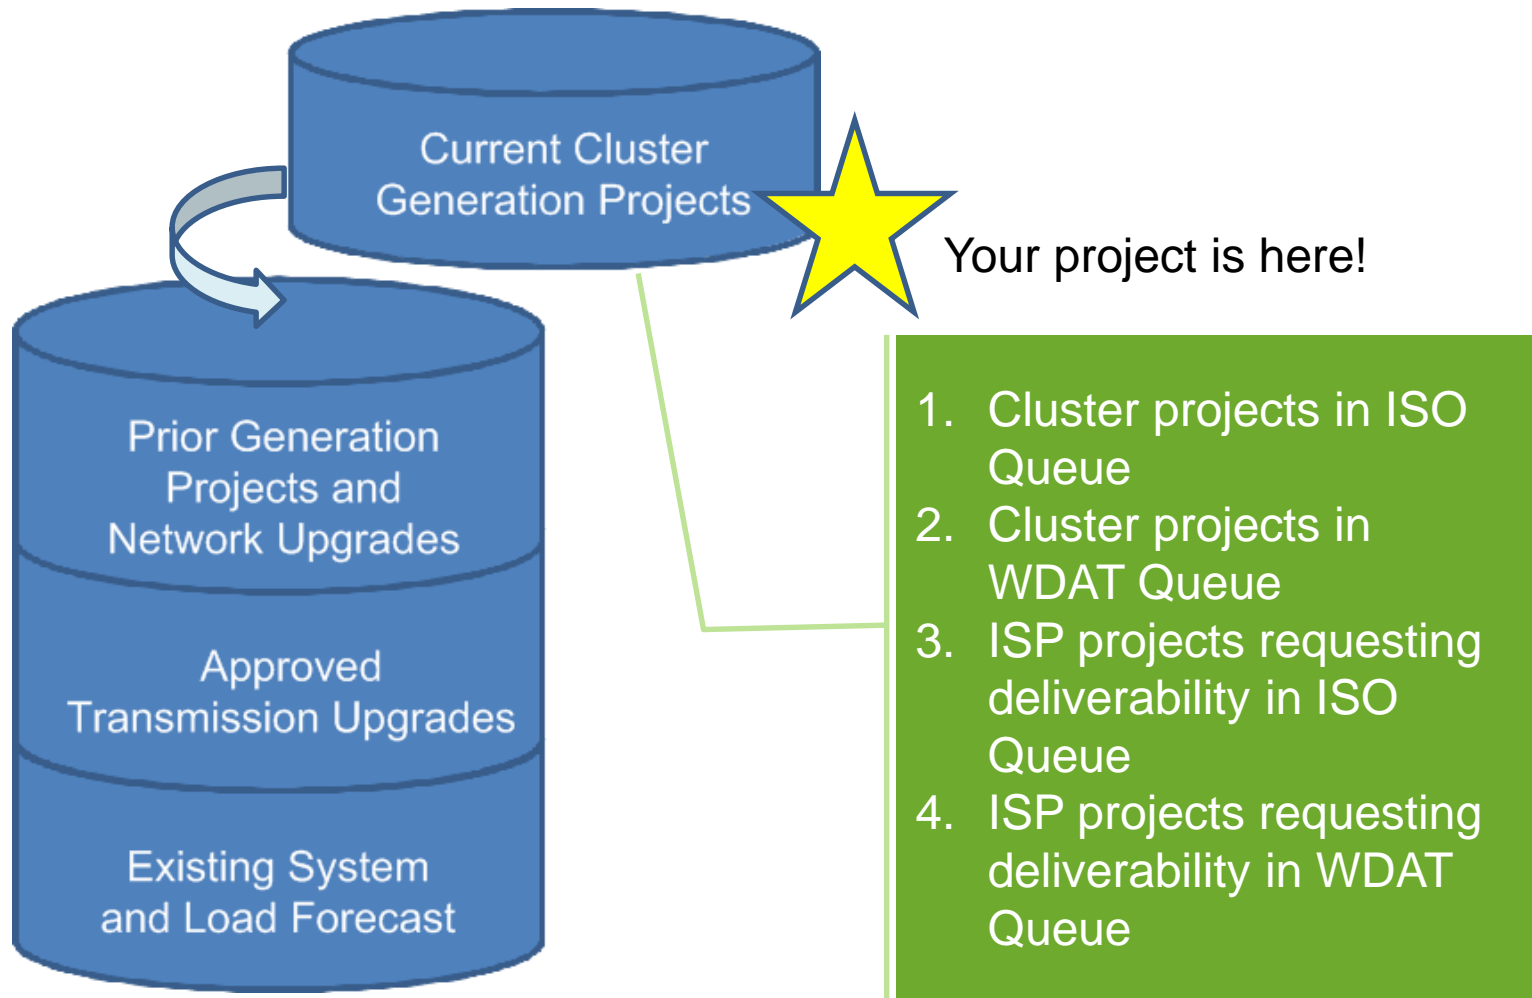 Current Cluster
Generation Projects
Your project is here!
Prior Generation
Projects and
Network Upgrades
Approved
Transmission Upgrades
Existing System
and Load Forecast
1. Cluster projects in ISO
Queue
2. Cluster projects in
WDAT Queue
3. ISP projects requesting
deliverability in ISO
Queue
4. ISP projects requesting
deliverability in WDAT
Queue